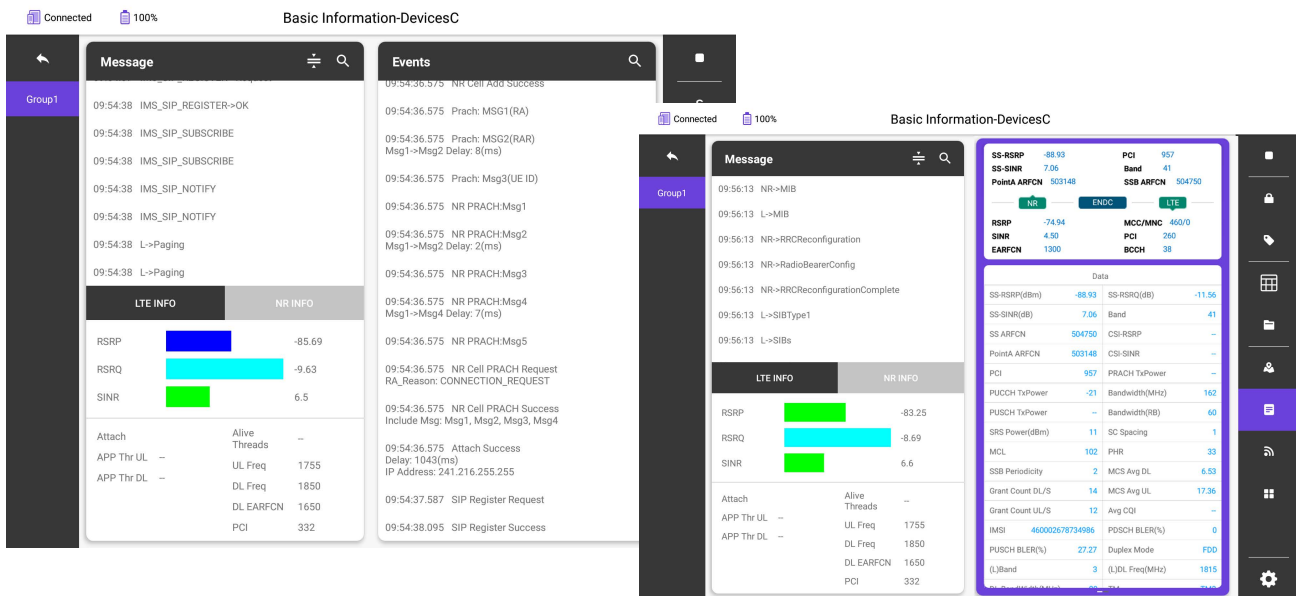 Connected
100%
Basic Information-DevicesC
Group1
Message
09:54:38 IMS_SIP_REGISTER->OK
09:54:38 IMS_SIP_SUBSCRIBE
09:54:38 IMS_SIP_SUBSCRIBE
09:54:38 IMS_SIP_NOTIFY
09:54:38 IMS_SIP_NOTIFY
09:54:38 L->Paging
09:54:38 L->Paging
LTE INFO
NR INFO
RSRP -85.69
RSRQ -9.63
SINR 6.5
Attach
APP Thr UL --
APP Thr DL --
Alive Threads --
UL Freq 1755
DL Freq 1850
DL EARFCN 1650
PCI 332
Events
09:54:36.575 NR Cell Add Success
09:54:36.575 Prach: MSG1(RA)
09:54:36.575 Prach: MSG2(RAR)
Msg1->Msg2 Delay: 8(ms)
09:54:36.575 Prach: Msg3(UE ID)
09:54:36.575 NR PRACH:Msg1
09:54:36.575 NR PRACH:Msg2
Msg1->Msg2 Delay: 2(ms)
09:54:36.575 NR PRACH:Msg3
09:54:36.575 NR PRACH:Msg4
Msg1->Msg4 Delay: 7(ms)
09:54:36.575 NR PRACH:Msg5
09:54:36.575 NR Cell PRACH Request
RA_Reason: CONNECTION_REQUEST
09:54:36.575 NR Cell PRACH Success
Include Msg: Msg1, Msg2, Msg3, Msg4
09:54:36.575 Attach Success
Delay: 1043(ms)
IP Address: 241.216.255.255
09:54:37.587 SIP Register Request
09:54:38.095 SIP Register Success
Connected
100%
Basic Information-DevicesC
Group1
Message
09:56:13 NR->MIB
09:56:13 L->MIB
09:56:13 NR->RRCReconfiguration
09:56:13 NR->RadioBearerConfig
09:56:13 NR->RRCReconfigurationComplete
09:56:13 L->SIBType1
09:56:13 L->SIBs
LTE INFO
NR INFO
RSRP -83.25
RSRQ -8.69
SINR 6.6
Attach
APP Thr UL --
APP Thr DL --
Alive Threads --
UL Freq 1755
DL Freq 1850
DL EARFCN 1650
PCI 332
SS-RSRP -88.93 PCI 957
SS-SINR 7.06 Band 41
PointA ARFCN 503148 SSB ARFCN 504750
NR ENDC LTE
RSRP -74.94 MCC/MNC 460/0
SINR 4.50 PCI 260
EARFCN 1300 BCCH 38
Data
SS-RSRP(dBm) -88.93 SS-RSRQ(dB) -11.56
SS-SINR(dB) 7.06 Band 41
SS ARFCN 504750 CSI-RSRP --
PointA ARFCN 503148 CSI-SINR --
PCI 957 PRACH TxPower --
PUCCH TxPower -21 Bandwidth(MHz) 162
PUSCH TxPower -- Bandwidth(RB) 60
SRS Power(dBm) 11 SC Spacing 1
MCL 102 PHR 33
SSB Periodicity 2 MCS Avg DL 6.53
Grant Count DL/S 14 MCS Avg UL 17.36
Grant Count UL/S 12 Avg CQI --
IMSI 460002678734986 PDSCH BLER(%) 0
PUSCH BLER(%) 27.27 Duplex Mode FDD
(L)Band 3 (L)DL Freq(MHz) 1815